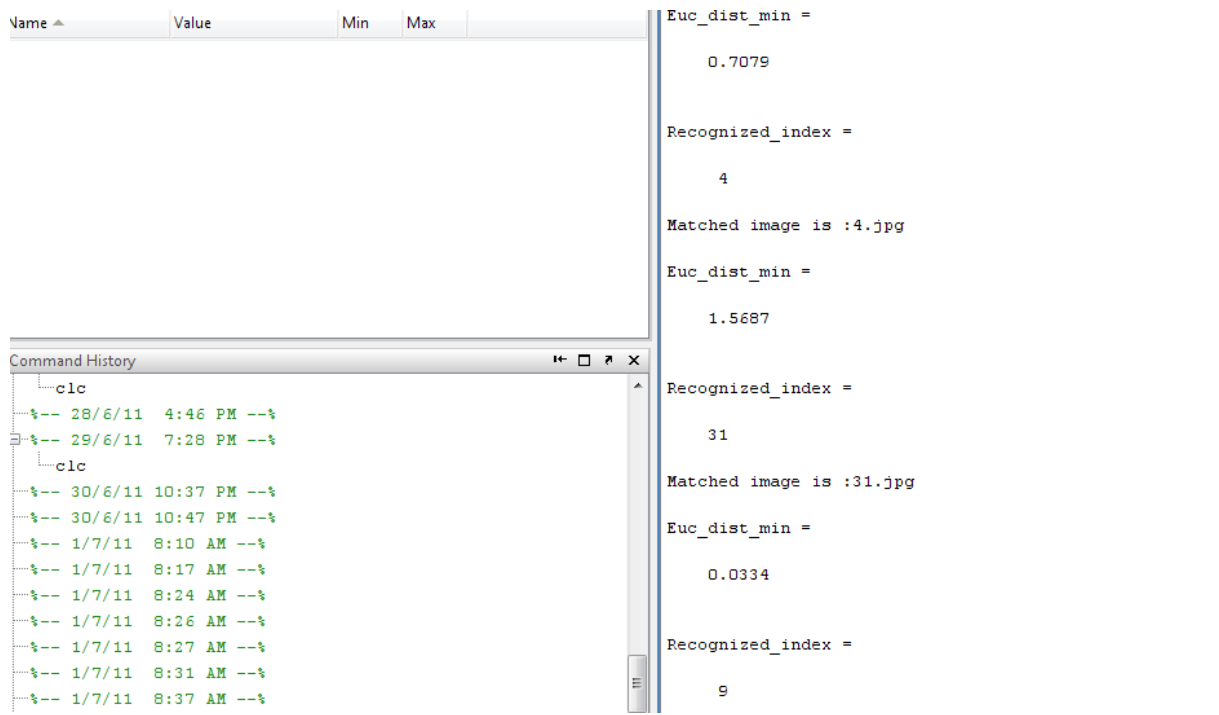 Name Value Min Max
Command History
clc
%-- 28/6/11 4:46 PM --%
%-- 29/6/11 7:28 PM --%
clc
%-- 30/6/11 10:37 PM --%
%-- 30/6/11 10:47 PM --%
%-- 1/7/11 8:10 AM --%
%-- 1/7/11 8:17 AM --%
%-- 1/7/11 8:24 AM --%
%-- 1/7/11 8:26 AM --%
%-- 1/7/11 8:27 AM --%
%-- 1/7/11 8:31 AM --%
%-- 1/7/11 8:37 AM --%
Euc_dist_min =
0.7079
Recognized_index =
4
Matched image is :4.jpg
Euc_dist_min =
1.5687
Recognized_index =
31
Matched image is :31.jpg
Euc_dist_min =
0.0334
Recognized_index =
9